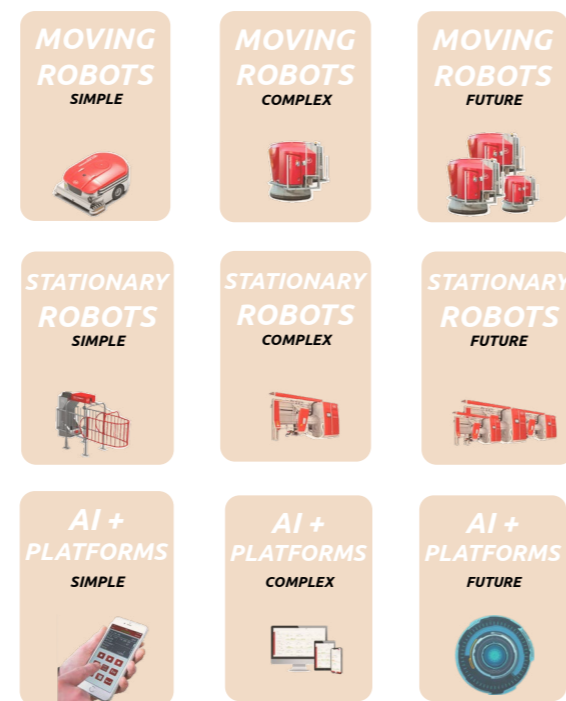 MOVING
ROBOTS
SIMPLE
MOVING
ROBOTS
COMPLEX
MOVING
ROBOTS
FUTURE
STATIONARY
ROBOTS
SIMPLE
STATIONARY
ROBOTS
COMPLEX
STATIONARY
ROBOTS
FUTURE
AI +
PLATFORMS
SIMPLE
AI +
PLATFORMS
COMPLEX
AI +
PLATFORMS
FUTURE